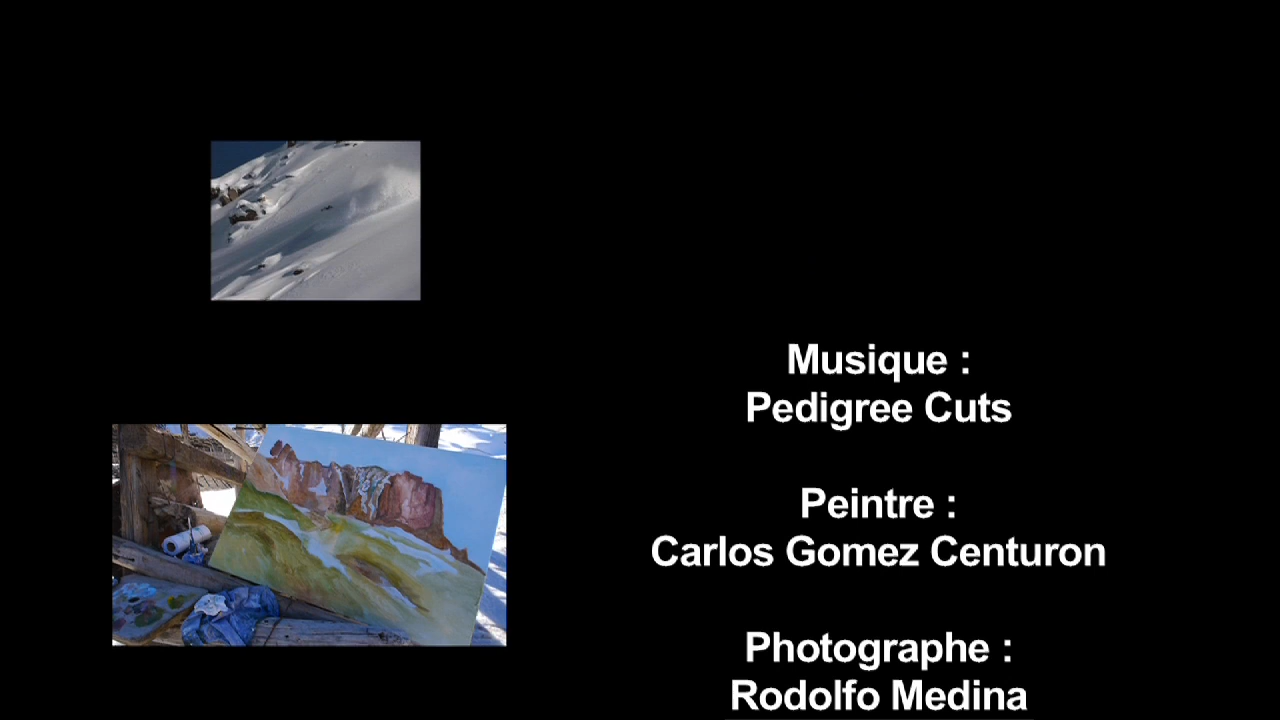 Musique :
Pedigree Cuts
Peintre :
Carlos Gomez Centuron
Photographe :
Rodolfo Medina